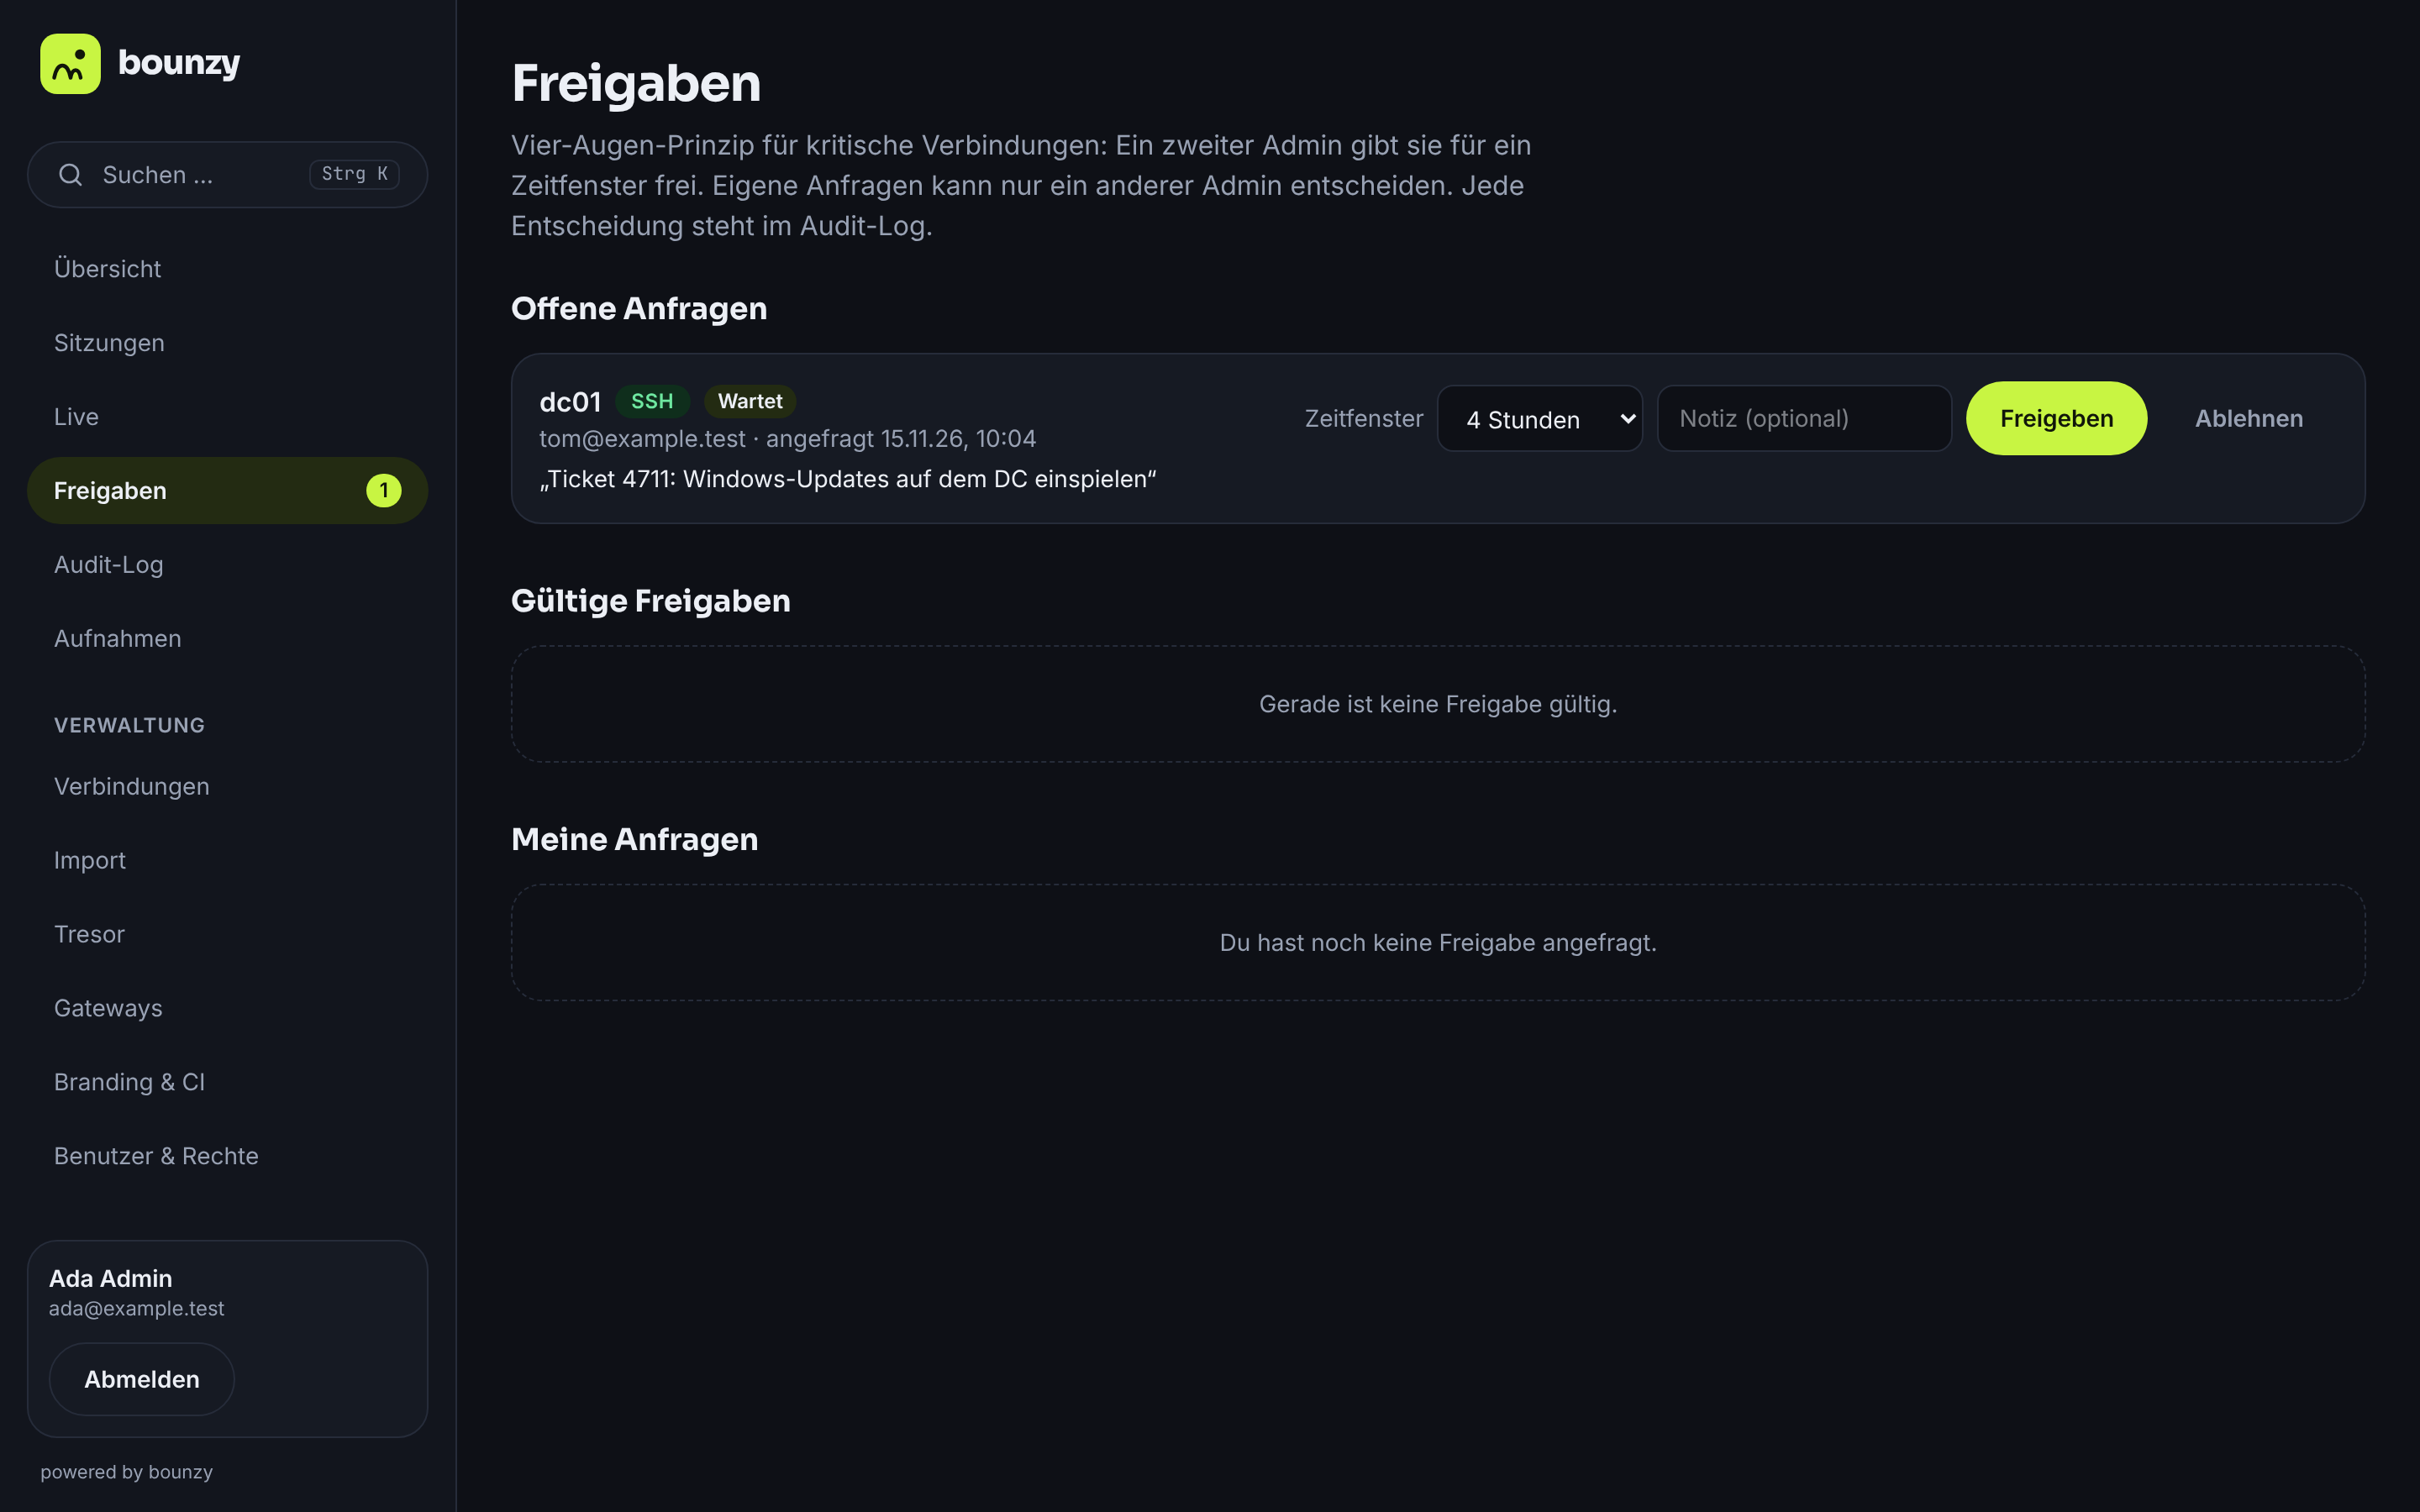 bounzy
Suchen ...
Strg K
Übersicht
Sitzungen
Live
Freigaben
1
Audit-Log
Aufnahmen
VERWALTUNG
Verbindungen
Import
Tresor
Gateways
Branding & CI
Benutzer & Rechte
Ada Admin
ada@example.test
Abmelden
powered by bounzy
Freigaben
Vier-Augen-Prinzip für kritische Verbindungen: Ein zweiter Admin gibt sie für ein
Zeitfenster frei. Eigene Anfragen kann nur ein anderer Admin entscheiden. Jede
Entscheidung steht im Audit-Log.
Offene Anfragen
dc01 SSH Wartet
tom@example.test · angefragt 15.11.26, 10:04
„Ticket 4711: Windows-Updates auf dem DC einspielen“
Zeitfenster
4 Stunden
Notiz (optional)
Freigeben
Ablehnen
Gültige Freigaben
Gerade ist keine Freigabe gültig.
Meine Anfragen
Du hast noch keine Freigabe angefragt.